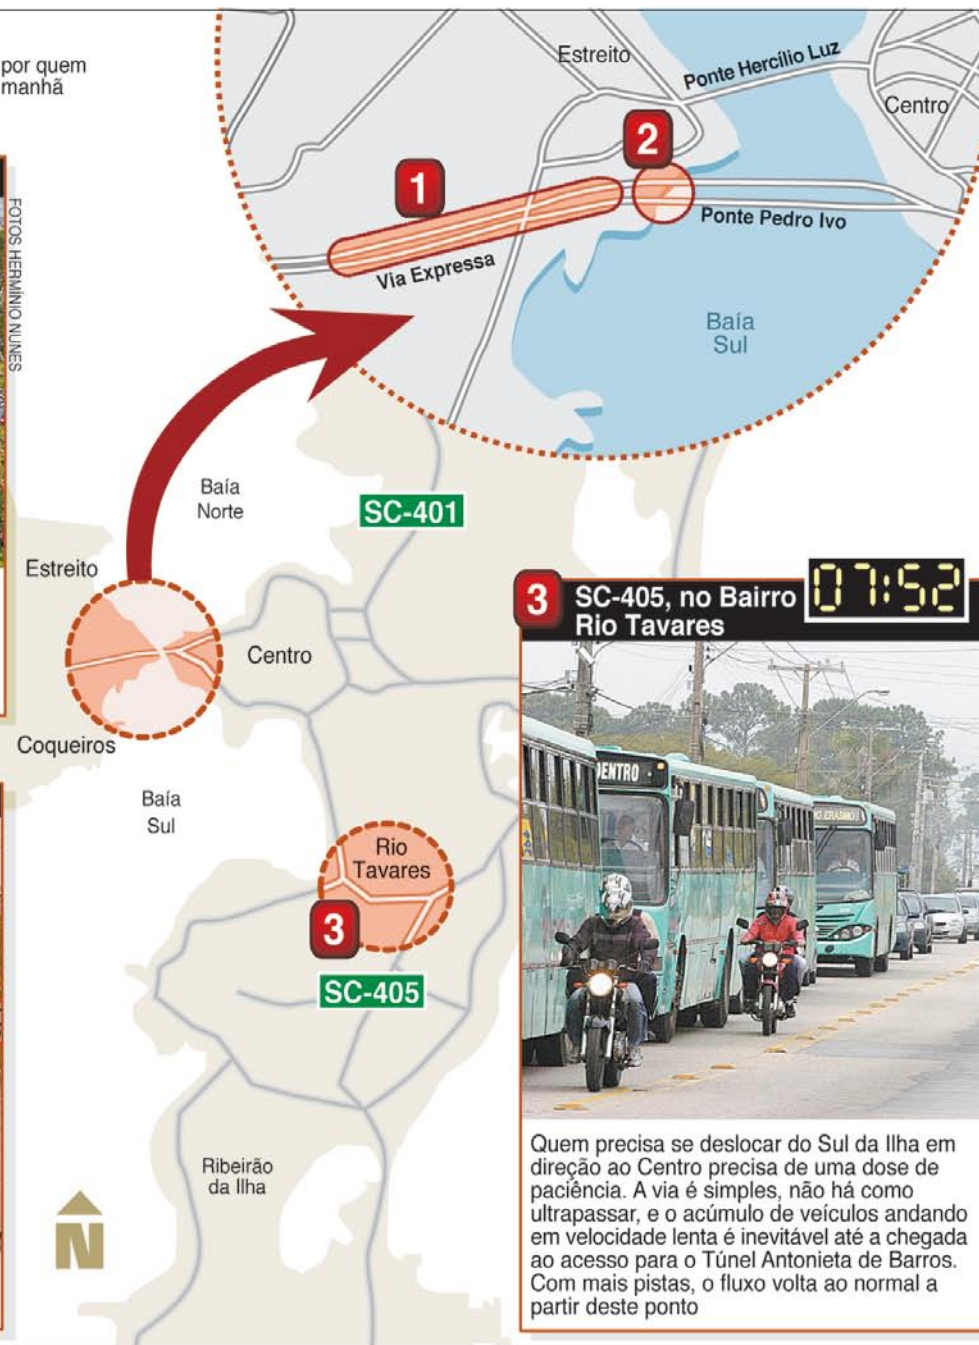 por quem
manhã
FOTOS HERMÍNIO NUNES
Estreito
Ponte Hercílio Luz
Centro
2
1
Ponte Pedro Ivo
Via Expressa
Baía
Sul
Baía
Norte
SC-401
Estreito
Centro
Coqueiros
Baía
Sul
Rio
Tavares
3
SC-405
Ribeirão
da Ilha
N
3
SC-405, no Bairro
Rio Tavares
07:52
ENTRO
O.ERASMO
Quem precisa se deslocar do Sul da Ilha em
direção ao Centro precisa de uma dose de
paciência. A via é simples, não há como
ultrapassar, e o acúmulo de veículos andando
em velocidade lenta é inevitável até a chegada
ao acesso para o Túnel Antonieta de Barros.
Com mais pistas, o fluxo volta ao normal a
partir deste ponto